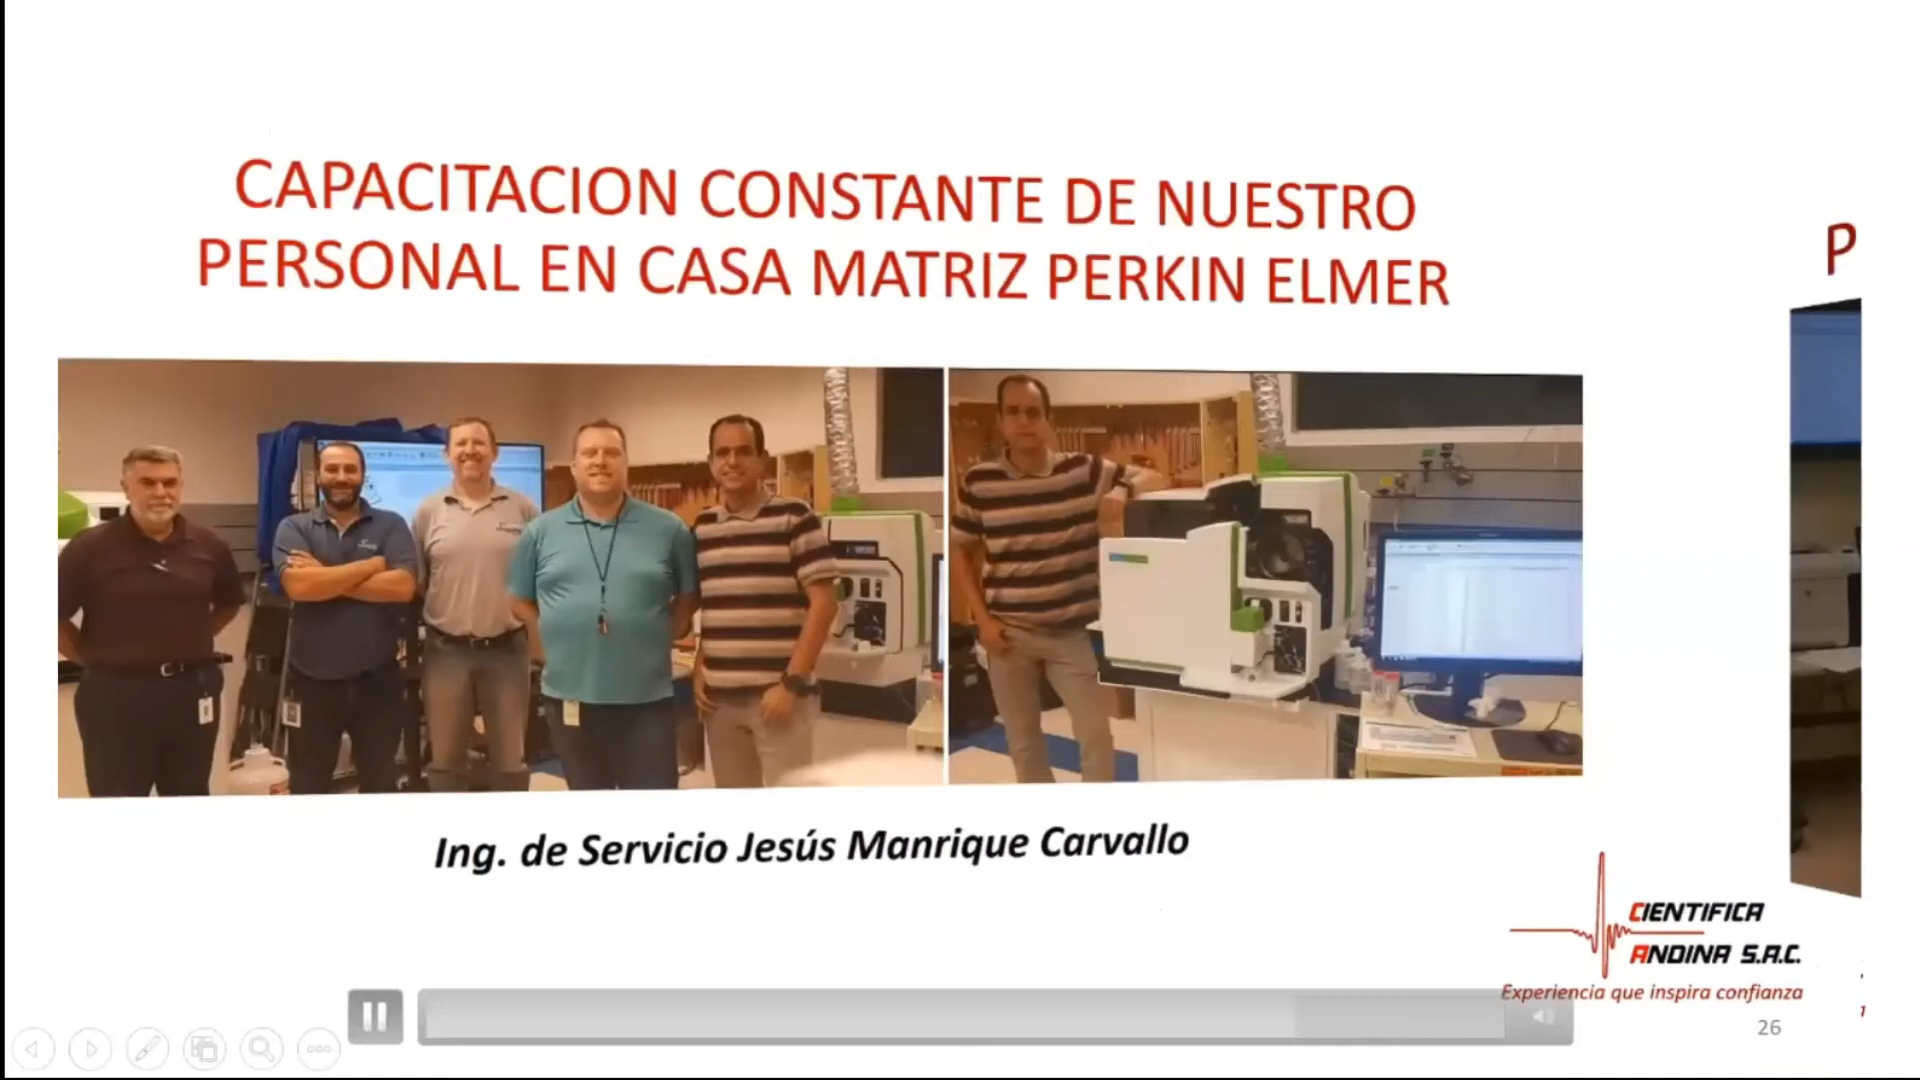 CAPACITACION CONSTANTE DE NUESTRO
PERSONAL EN CASA MATRIZ PERKIN ELMER
P
Ing. de Servicio Jesús Manrique Carvallo
CIENTIFICA
ANDINA S.A.C.
Experiencia que inspira confianza
26